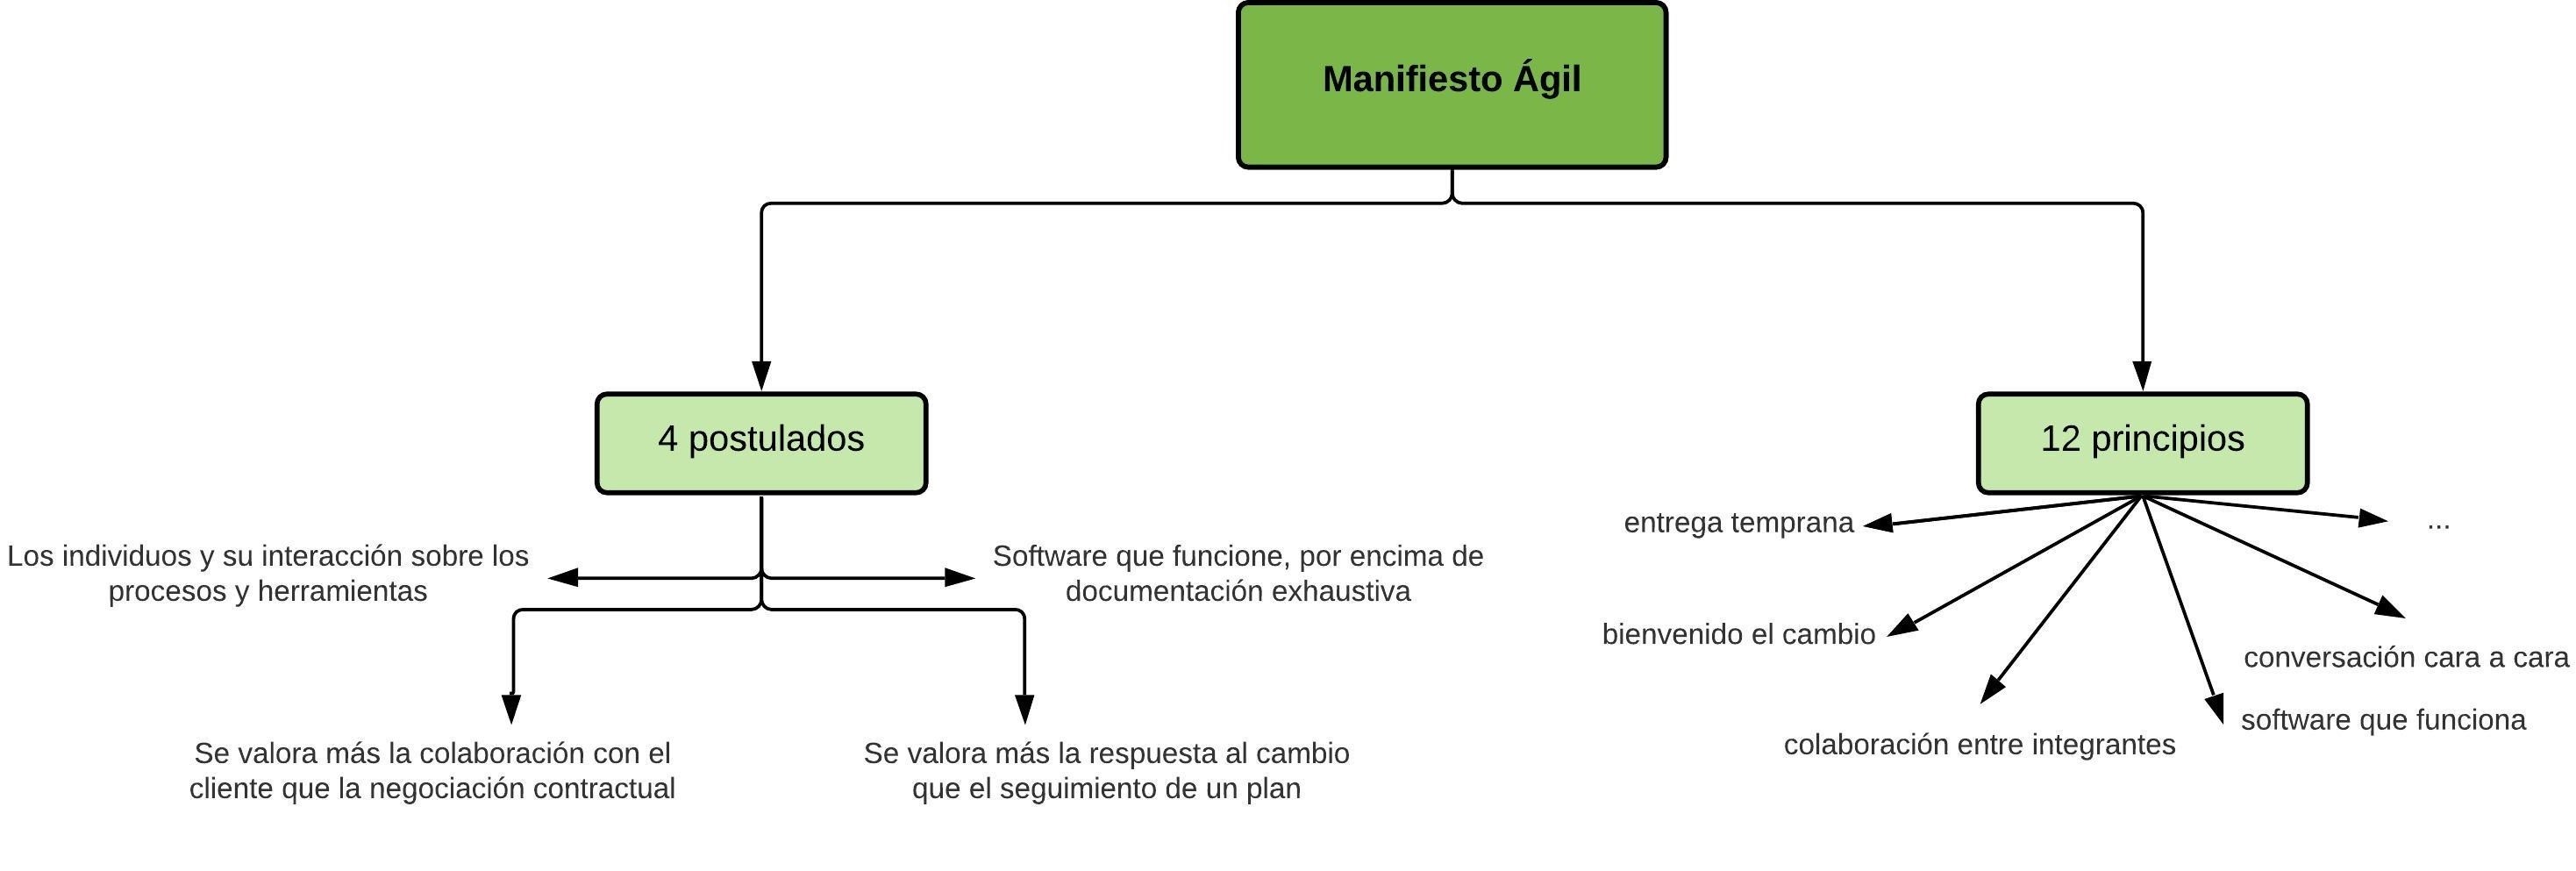 Manifiesto Ágil
4 postulados
12 principios
Los individuos y su interacción sobre los
procesos y herramientas
Software que funcione, por encima de
documentación exhaustiva
Se valora más la colaboración con el
cliente que la negociación contractual
Se valora más la respuesta al cambio
que el seguimiento de un plan
entrega temprana
bienvenido el cambio
colaboración entre integrantes
software que funciona
conversación cara a cara
...